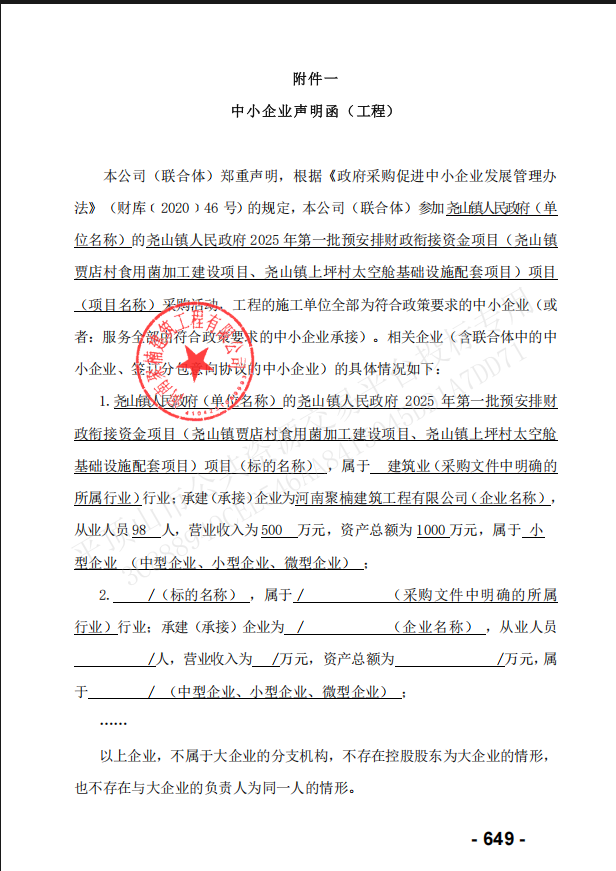 附件一
中小企业声明函（工程）
本公司（联合体）郑重声明，根据《政府采购促进中小企业发展管理办
法》（财库﹝2020﹞46 号)的规定，本公司（联合体）参加尧山镇人民政府（单
位名称）的尧山镇人民政府 2025 年第一批预安排财政衔接资金项目（尧山镇
贾店村食用菌加工建设项目、尧山镇上坪村太空舱基础设施配套项目）项目
（项目名称）采购活动，工程的施工单位全部为符合政策要求的中小企业（或
者：服务全部由符合政策要求的中小企业承接）。相关企业（含联合体中的中
小企业、签订分包意向协议的中小企业）的具体情况如下：
1.尧山镇人民政府（单位名称）的尧山镇人民政府 2025 年第一批预安排财
政衔接资金项目（尧山镇贾店村食用菌加工建设项目、尧山镇上坪村太空舱
基础设施配套项目）项目（标的名称），属于 建筑业（采购文件中明确的
所属行业）行业；承建（承接）企业为河南聚楠建筑工程有限公司（企业名称），
从业人员98 人，营业收入为500 万元，资产总额为1000万元，属于 小
型企业 （中型企业、小型企业、微型企业） ；
2. /（标的名称） ，属于 / （采购文件中明确的所属
行业）行业；承建（承接）企业为 / （企业名称） ，从业人员
/人，营业收入为 /万元，资产总额为 /万元，属
于 / （中型企业、小型企业、微型企业） ；
……
以上企业，不属于大企业的分支机构，不存在控股股东为大企业的情形，
也不存在与大企业的负责人为同一人的情形。
河南聚楠建筑工程有限公司
- 649 -